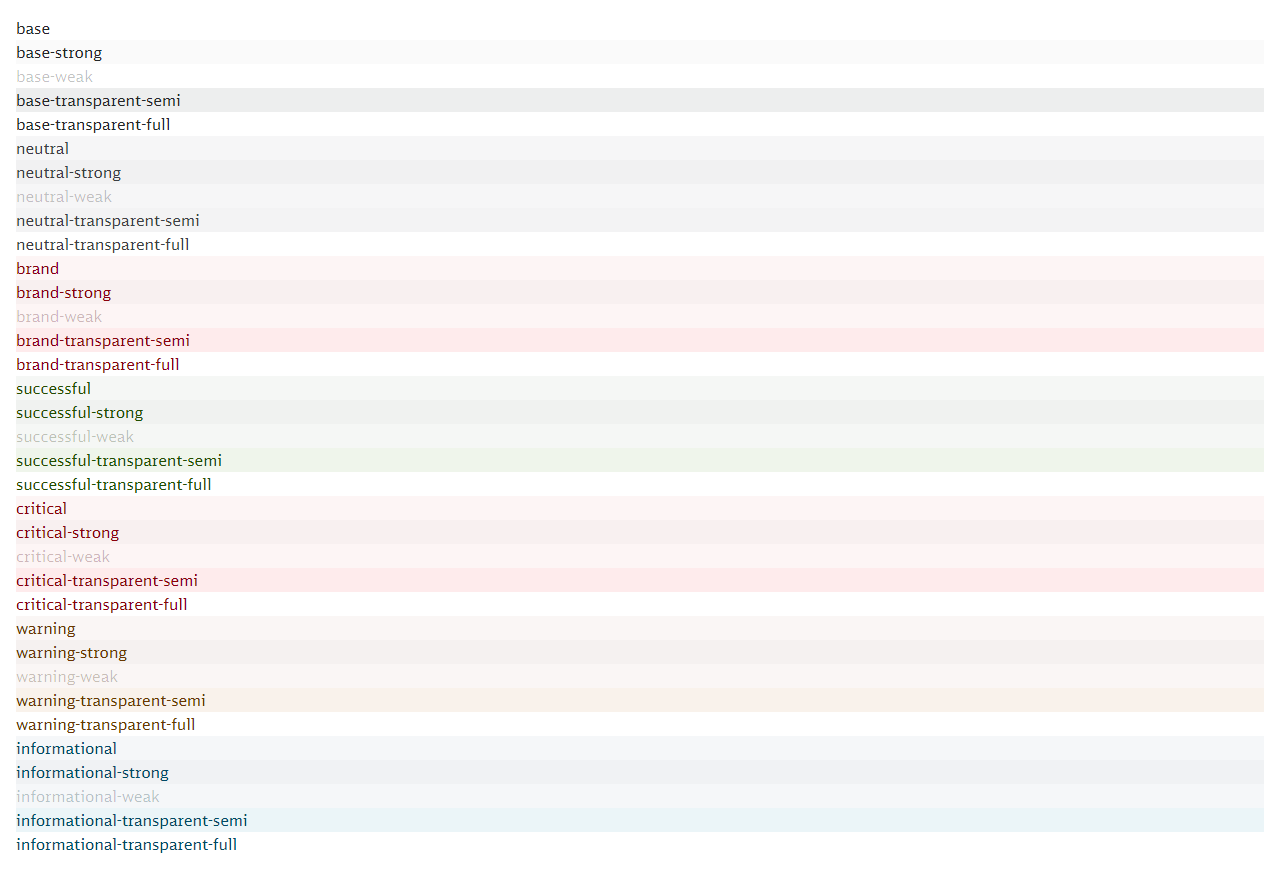 base
base-strong
base-weak
base-transparent-semi
base-transparent-full
neutral
neutral-strong
neutral-weak
neutral-transparent-semi
neutral-transparent-full
brand
brand-strong
brand-weak
brand-transparent-semi
brand-transparent-full
successful
successful-strong
successful-weak
successful-transparent-semi
successful-transparent-full
critical
critical-strong
critical-weak
critical-transparent-semi
critical-transparent-full
warning
warning-strong
warning-weak
warning-transparent-semi
warning-transparent-full
informational
informational-strong
informational-weak
informational-transparent-semi
informational-transparent-full